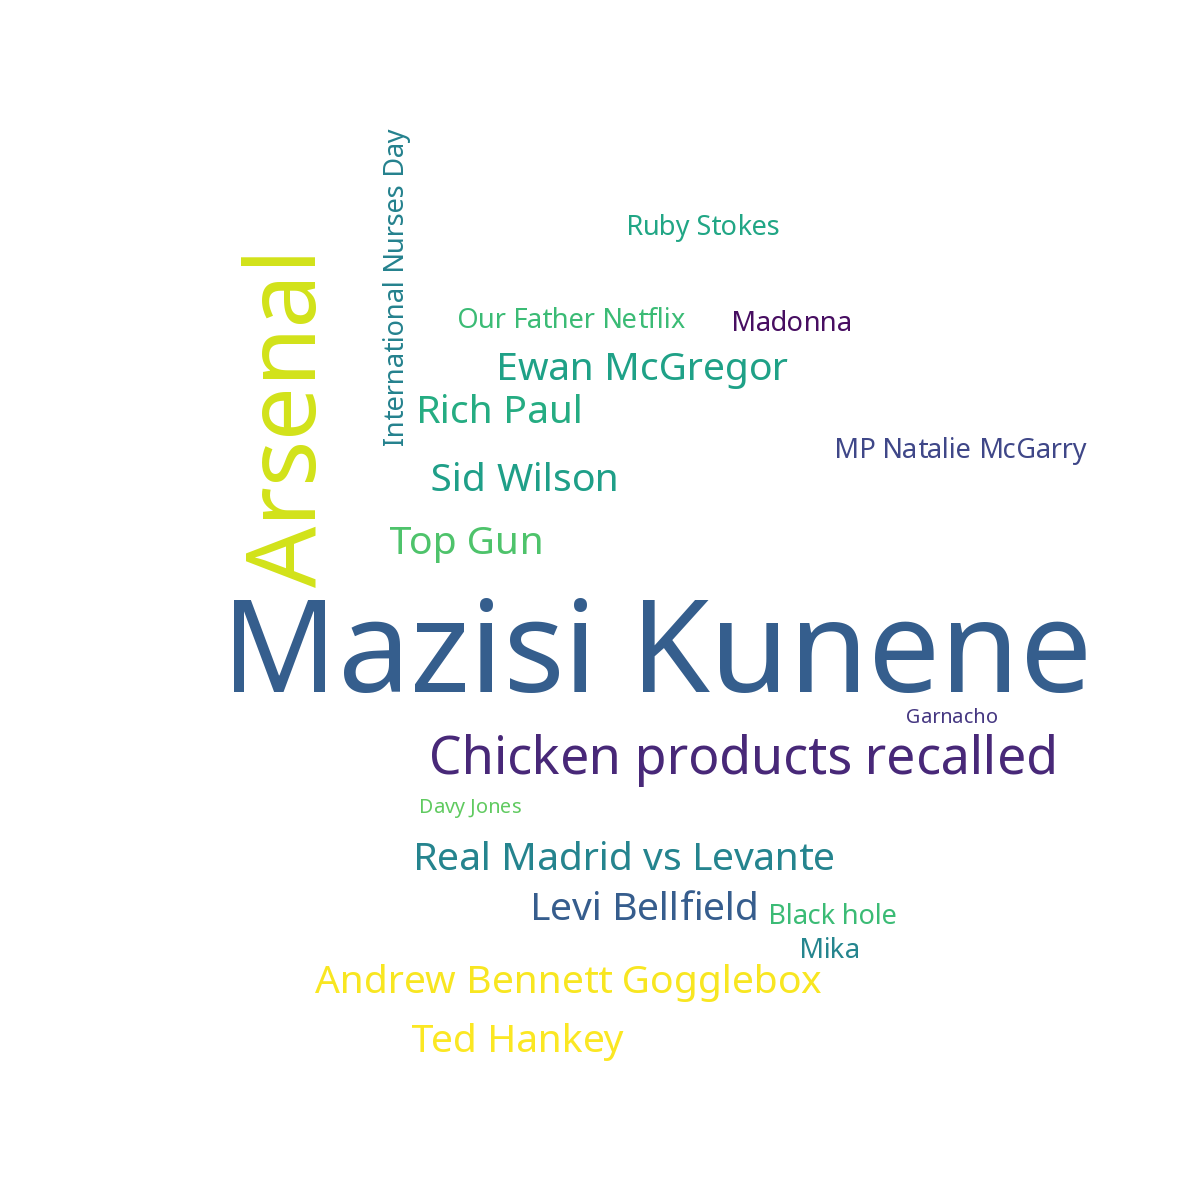 International Nurses Day
Ruby Stokes
Arsenal
Our Father Netflix
Madonna
Ewan McGregor
Rich Paul
MP Natalie McGarry
Sid Wilson
Top Gun
Mazisi Kunene
Garnacho
Chicken products recalled
Davy Jones
Real Madrid vs Levante
Levi Bellfield
Black hole
Mika
Andrew Bennett Gogglebox
Ted Hankey